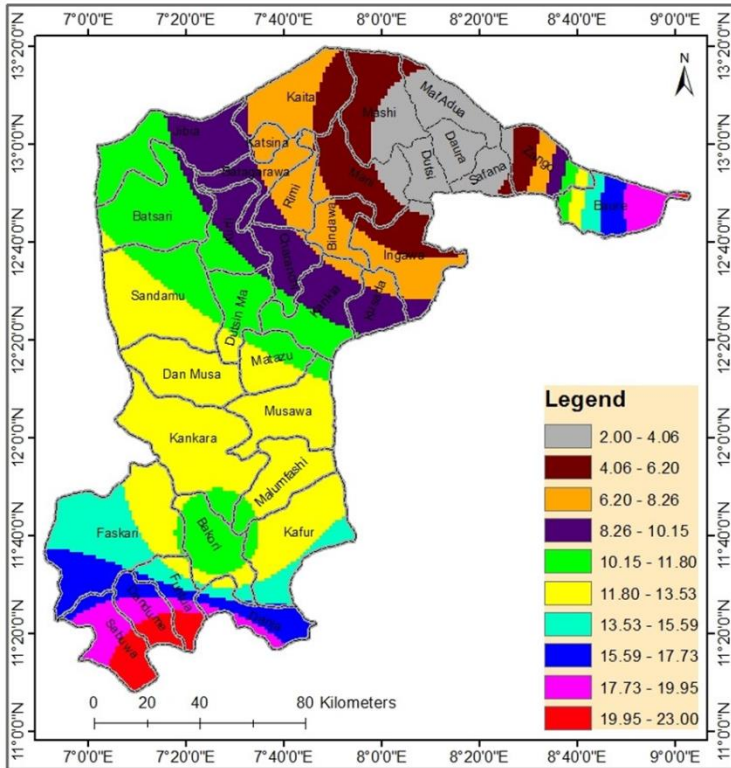 7°0'0"E 7°20'0"E 7°40'0"E 8°0'0"E 8°20'0"E 8°40'0"E 9°0'0"E
13°20'0"N
13°0'0"N
12°40'0"N
12°20'0"N
12°0'0"N
11°40'0"N
11°20'0"N
11°0'0"N
13°20'0"N
13°0'0"N
12°40'0"N
12°20'0"N
12°0'0"N
11°40'0"N
11°20'0"N
11°0'0"N
N
Kaita
Mashi
Mai'Adua
Jibia
Katsina
Daura
Zango
Dutsi
Safana
Mani
Rimi
Baure
Batsari
Bindawa
Charanchi
Ingawa
Sandamu
Kankia
Kusada
Dutsin Ma
Matazu
Dan Musa
Musawa
Kankara
Malumfashi
Faskari
Bakori
Kafur
Funtua
Dandume
Sabuwa
Legend
2.00 - 4.06
4.06 - 6.20
6.20 - 8.26
8.26 - 10.15
10.15 - 11.80
11.80 - 13.53
13.53 - 15.59
15.59 - 17.73
17.73 - 19.95
19.95 - 23.00
0 20 40 80 Kilometers
7°0'0"E 7°20'0"E 7°40'0"E 8°0'0"E 8°20'0"E 8°40'0"E 9°0'0"E